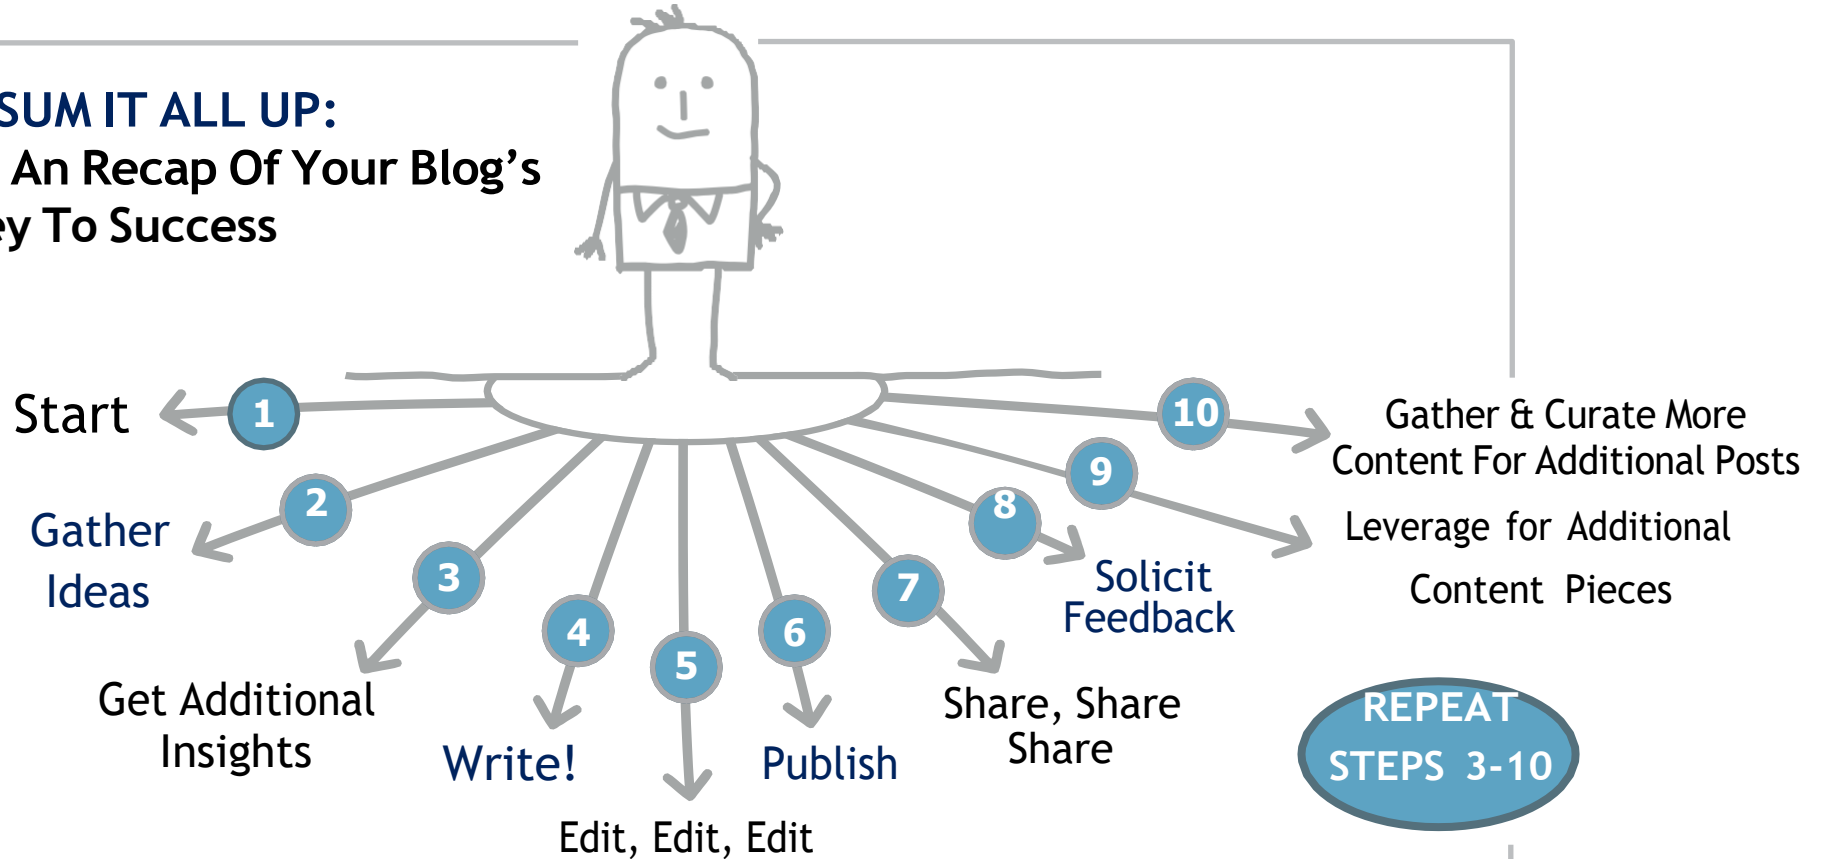 SUM IT ALL UP:
An Recap Of Your Blog's
ey To Success
Start
1
2
Gather
Ideas
3
Get Additional
Insights
4
Write!
5
Edit, Edit, Edit
6
Publish
7
Share, Share
Share
8
Solicit
Feedback
9
Leverage for Additional
Content Pieces
10
Gather & Curate More
Content For Additional Posts
REPEAT
STEPS 3-10